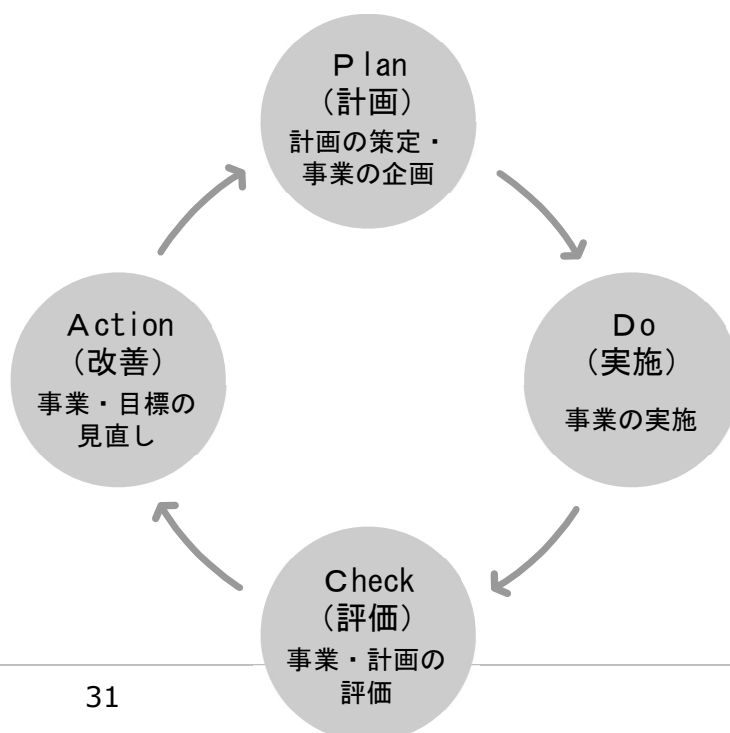 Plan
（計画）
計画の策定・
事業の企画
Action
（改善）
事業・目標の
見直し
Do
（実施）
事業の実施
Check
（評価）
事業・計画の
評価
31